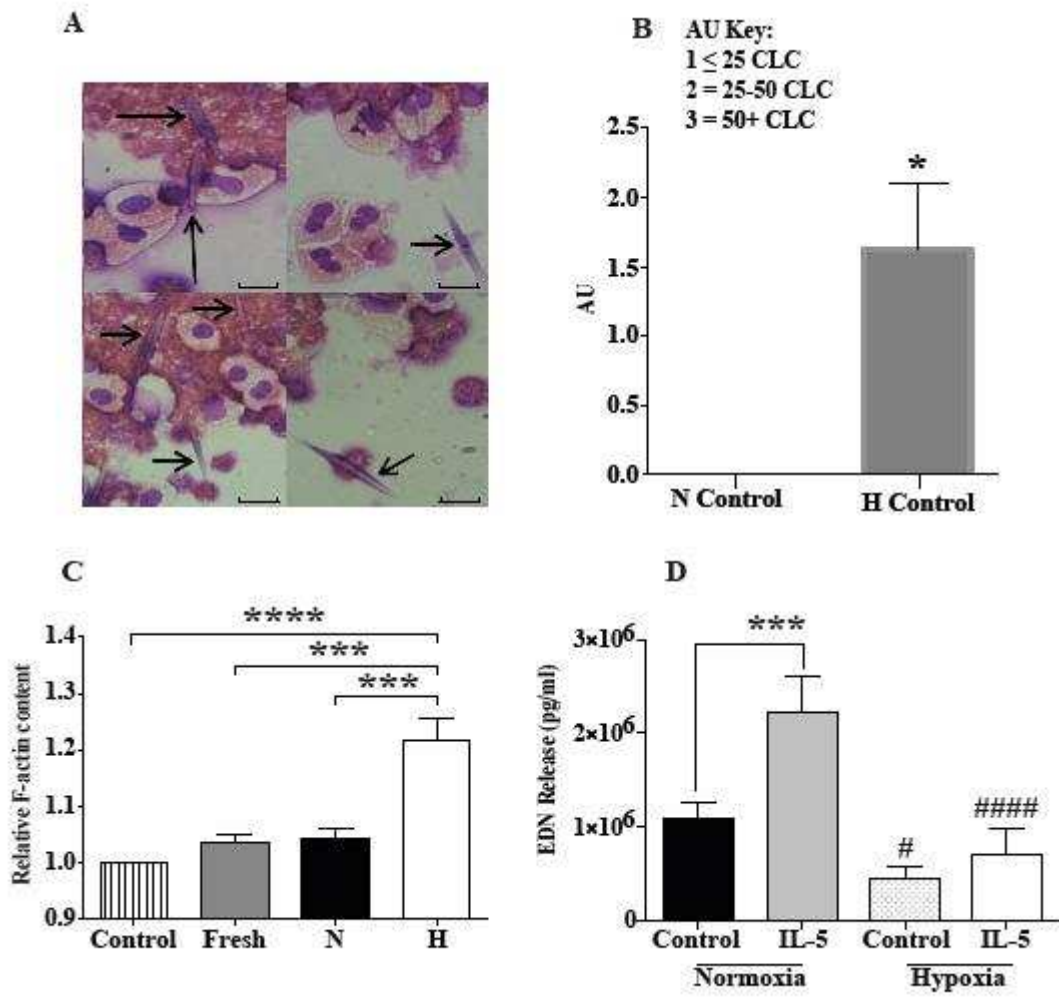 A
B
AU Key:
1 ≤ 25 CLC
2 = 25-50 CLC
3 = 50+ CLC
2.5
2.0
1.5
1.0
0.5
0.0
AU
*
N Control
H Control
C
****
***
***
1.4
1.3
1.2
1.1
1.0
0.9
Relative F-actin content
Control
Fresh
N
H
D
***
3×10⁶
2×10⁶
1×10⁶
0
EDN Release (pg/ml)
#
####
Control
IL-5
Control
IL-5
Normoxia
Hypoxia